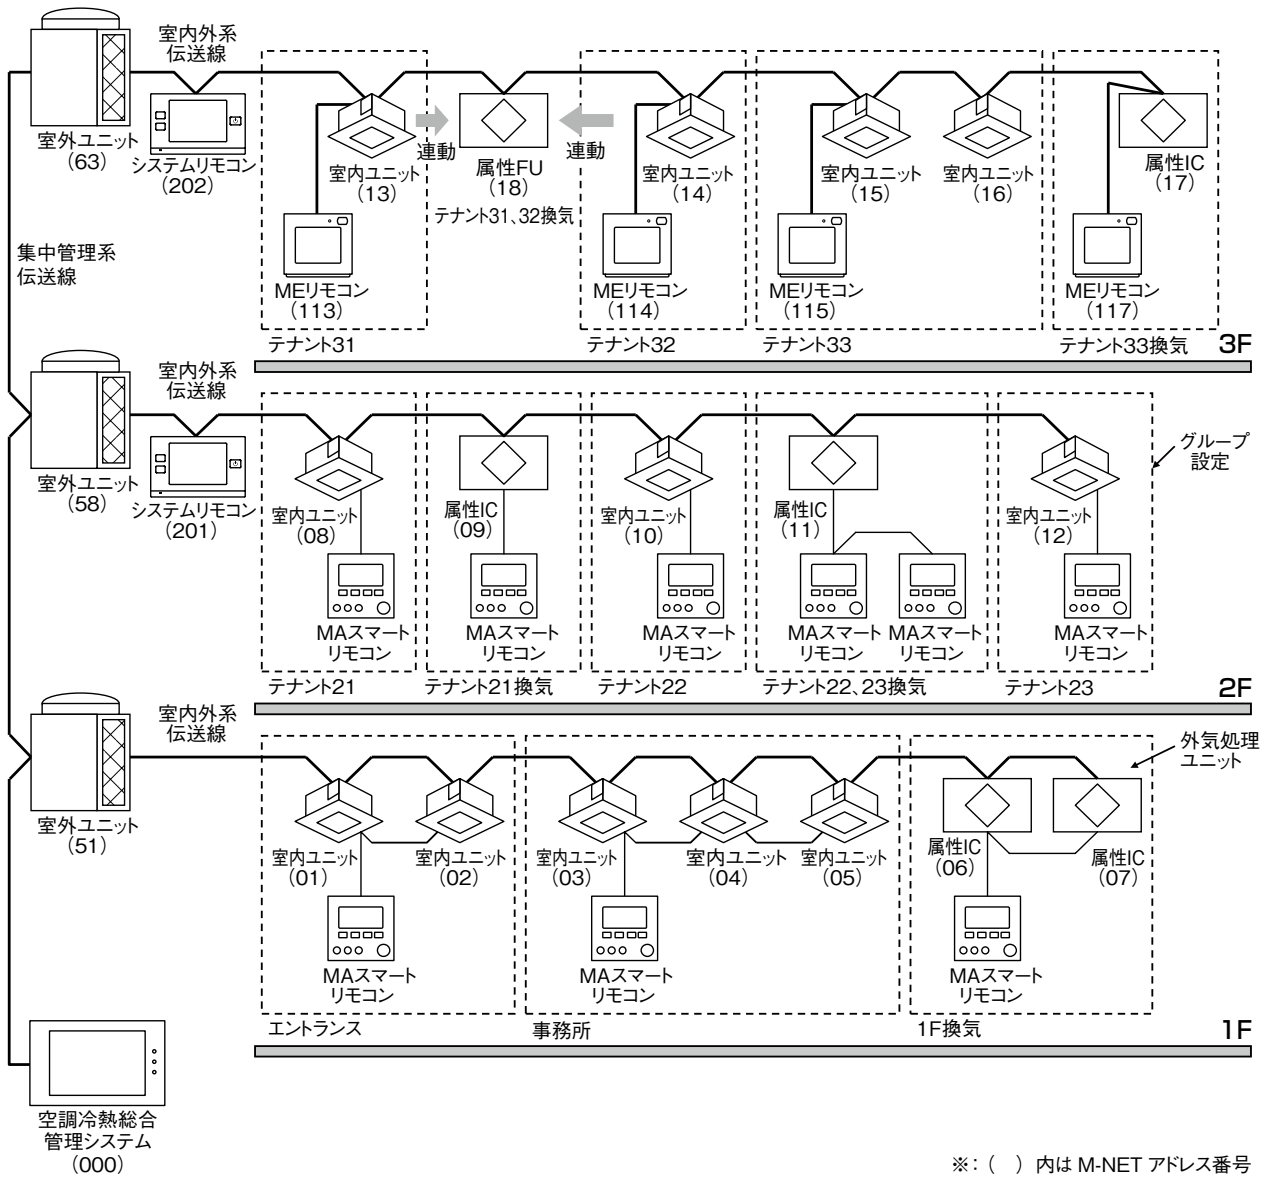 室内外系
伝送線
室外ユニット
(63)
システムリモコン
(202)
集中管理系
伝送線
連動
連動
室内ユニット
(13)
属性FU
(18)
テナント31、32換気
室内ユニット
(14)
室内ユニット
(15)
室内ユニット
(16)
属性IC
(17)
MEリモコン
(113)
MEリモコン
(114)
MEリモコン
(115)
MEリモコン
(117)
テナント31
テナント32
テナント33
テナント33換気
3F
室内外系
伝送線
室外ユニット
(58)
システムリモコン
(201)
グループ
設定
室内ユニット
(08)
属性IC
(09)
室内ユニット
(10)
属性IC
(11)
室内ユニット
(12)
MAスマート
リモコン
MAスマート
リモコン
MAスマート
リモコン
MAスマート
リモコン
MAスマート
リモコン
MAスマート
リモコン
テナント21
テナント21換気
テナント22
テナント22、23換気
テナント23
2F
室内外系
伝送線
室外ユニット
(51)
外気処理
ユニット
室内ユニット
(01)
室内ユニット
(02)
室内ユニット
(03)
室内ユニット
(04)
室内ユニット
(05)
属性IC
(06)
属性IC
(07)
MAスマート
リモコン
MAスマート
リモコン
MAスマート
リモコン
エントランス
事務所
1F換気
1F
空調冷熱総合
管理システム
(000)
※：（　）内は M-NET アドレス番号